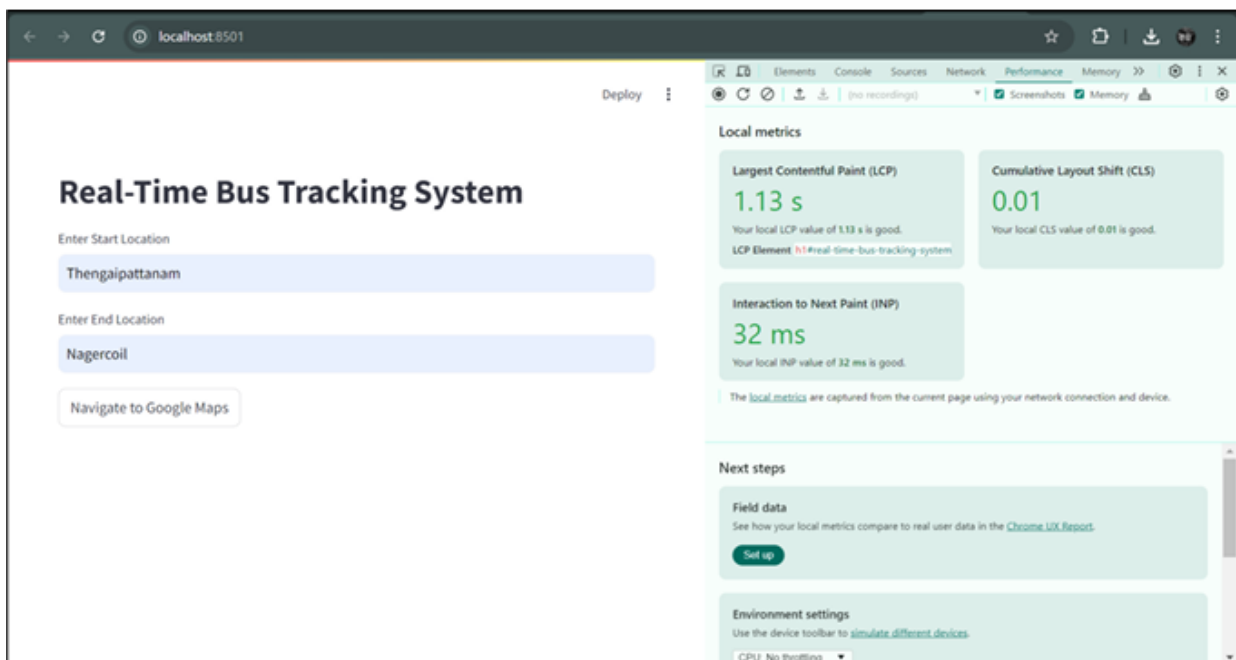 localhost:8501
Deploy
Real-Time Bus Tracking System
Enter Start Location
Thengaipattanam
Enter End Location
Nagercoil
Navigate to Google Maps
Elements Console Sources Network Performance Memory
(no recordings) Screenshots Memory
Local metrics
Largest Contentful Paint (LCP)
1.13 s
Your local LCP value of 1.13 s is good.
LCP Element h1#real-time-bus-tracking-system
Cumulative Layout Shift (CLS)
0.01
Your local CLS value of 0.01 is good.
Interaction to Next Paint (INP)
32 ms
Your local INP value of 32 ms is good.
The local metrics are captured from the current page using your network connection and device.
Next steps
Field data
See how your local metrics compare to real user data in the Chrome UX Report.
Set up
Environment settings
Use the device toolbar to simulate different devices.
CPU: No throttling